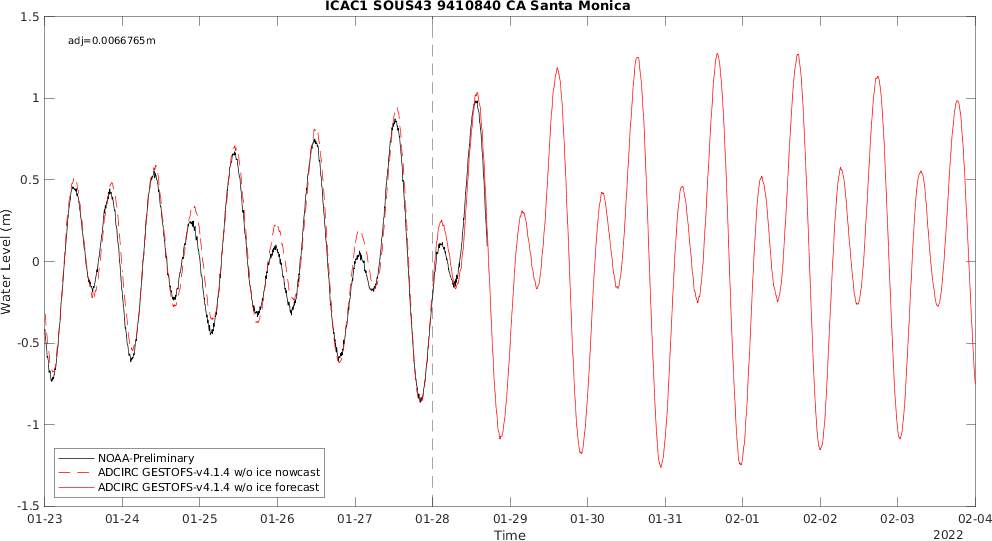 ICAC1 SOUS43 9410840 CA Santa Monica
adj=0.0066765m
1.5
1
0.5
0
-0.5
-1
-1.5
Water Level (m)
NOAA-Preliminary
ADCIRC GESTOFS-v4.1.4 w/o ice nowcast
ADCIRC GESTOFS-v4.1.4 w/o ice forecast
01-23 01-24 01-25 01-26 01-27 01-28 01-29 01-30 01-31 02-01 02-02 02-03 02-04
Time
2022